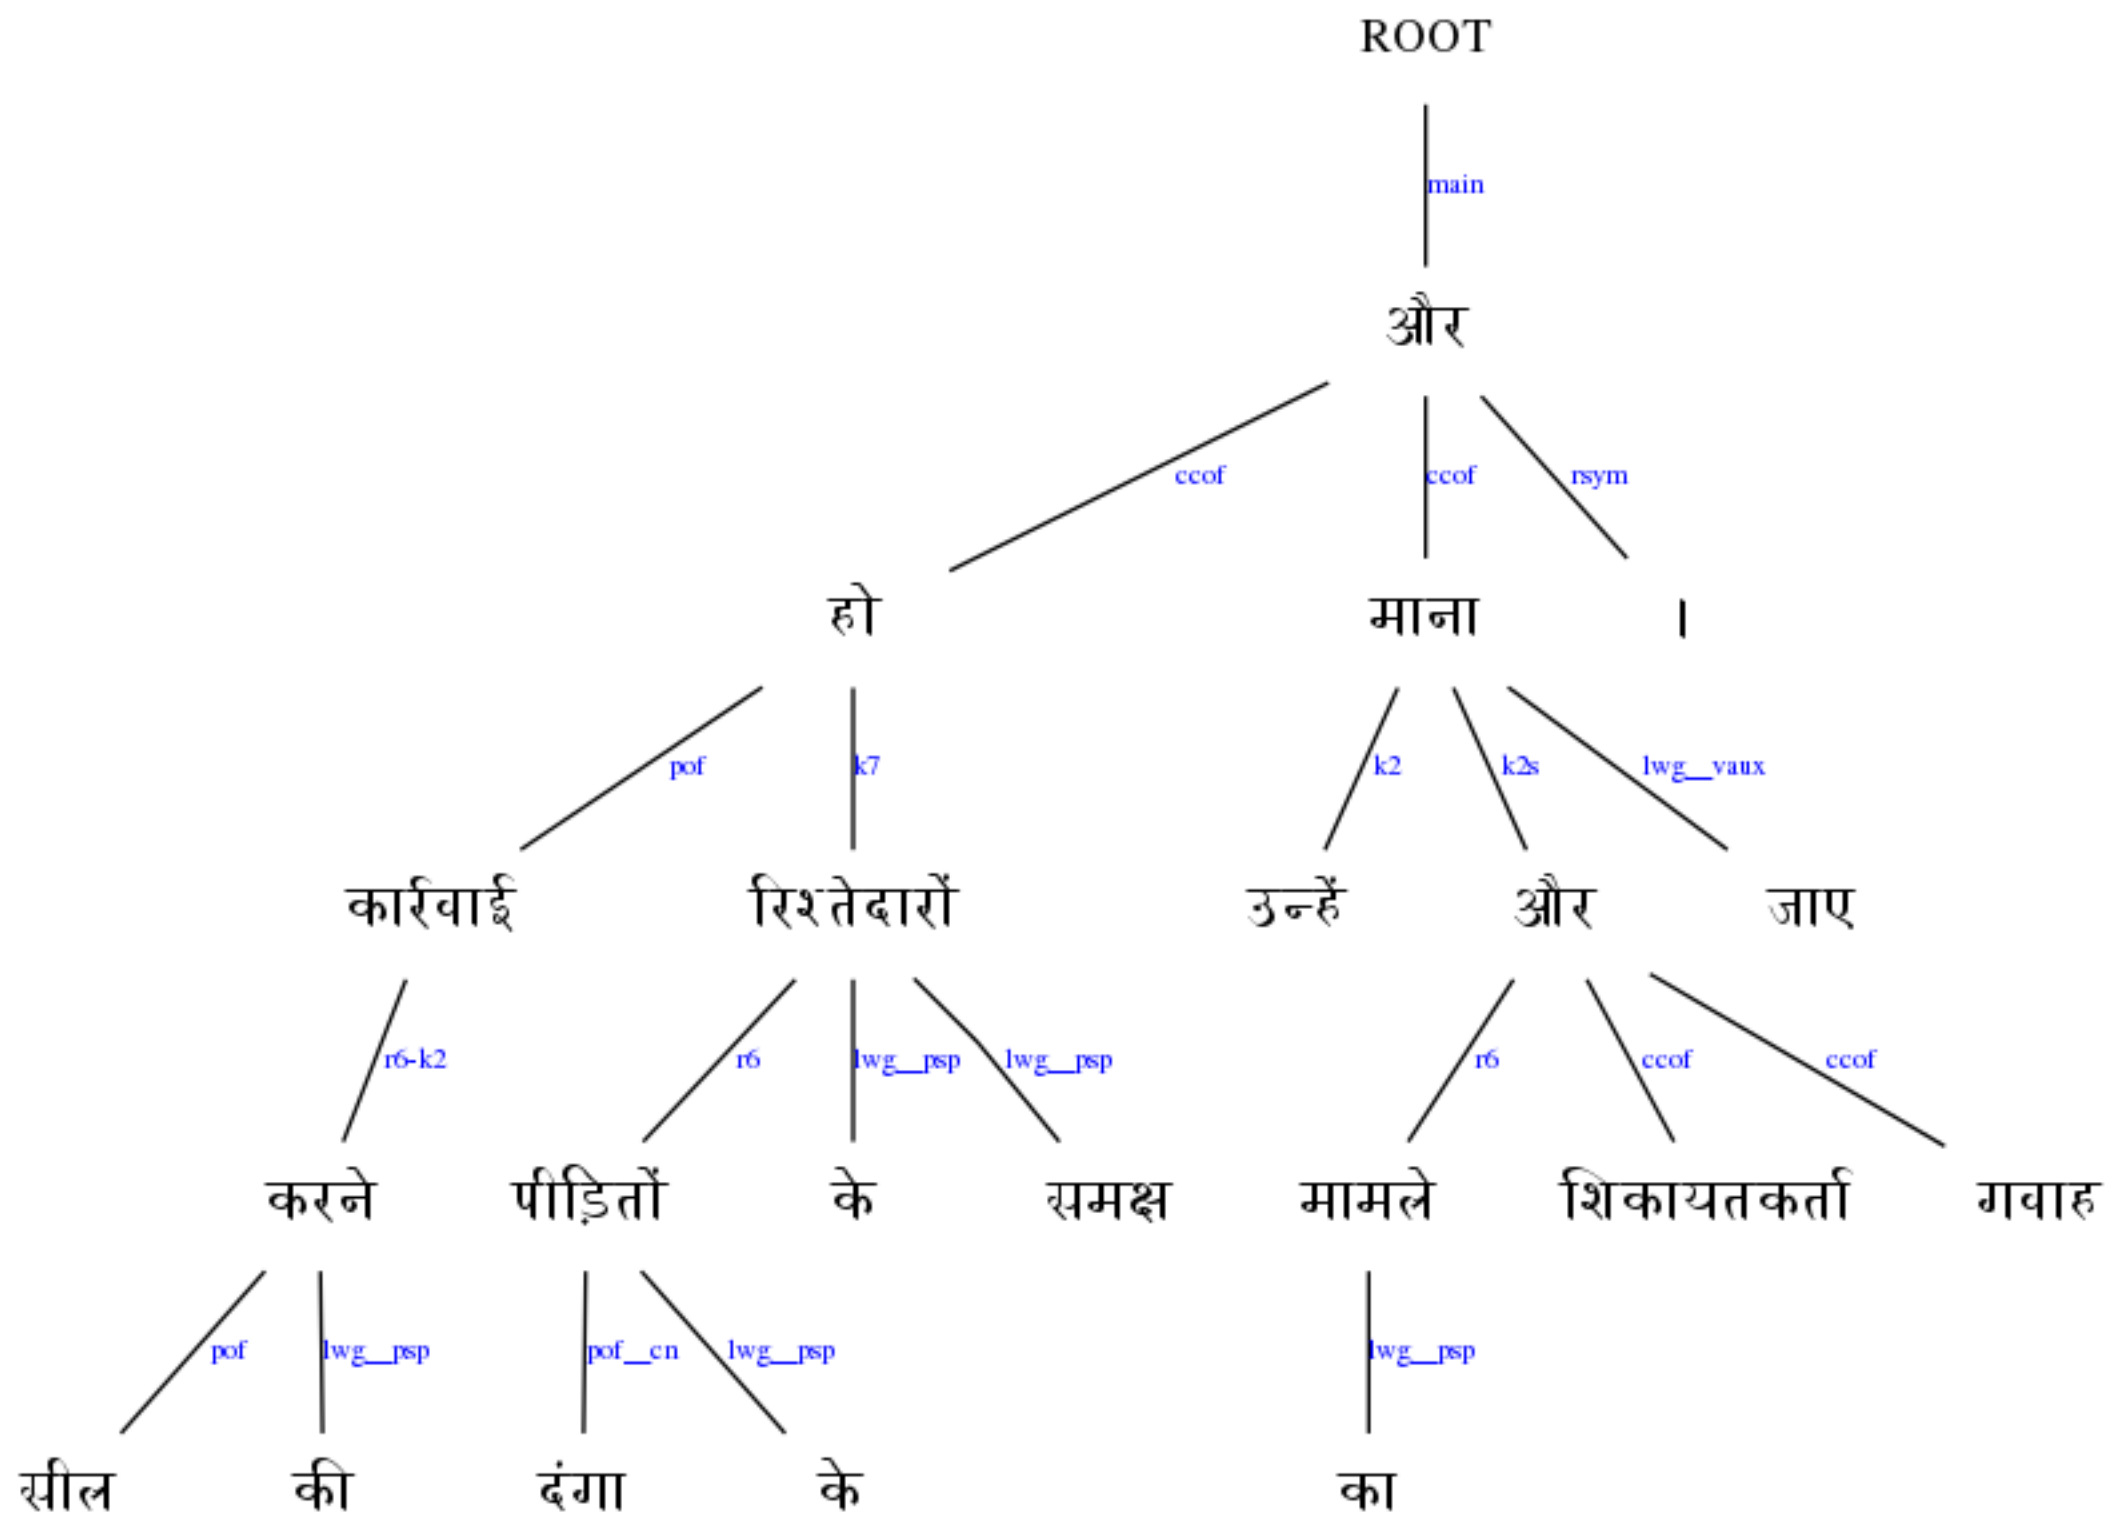 ROOT
main
और
ccof ccof rsym
हो माना ।
pof k7 k2 k2s lwg__vaux
कार्रवाई रिश्तेदारों उन्हें और जाए
r6-k2 r6 lwg__psp lwg__psp r6 ccof ccof
करने पीड़ितों के समक्ष मामले शिकायतकर्ता गवाह
pof lwg__psp pof__cn lwg__psp lwg__psp
सील की दंगा के का